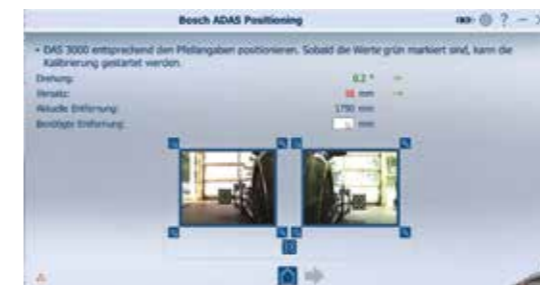 Bosch ADAS Positioning
• DAS 3000 entsprechend den Pfeilangaben positionieren. Sobald die Werte grün markiert sind, kann die
Kalibrierung gestartet werden.
Drehung: 0.2 °
Versatz: mm
Aktuelle Entfernung: 1790 mm
Benötigte Entfernung: mm